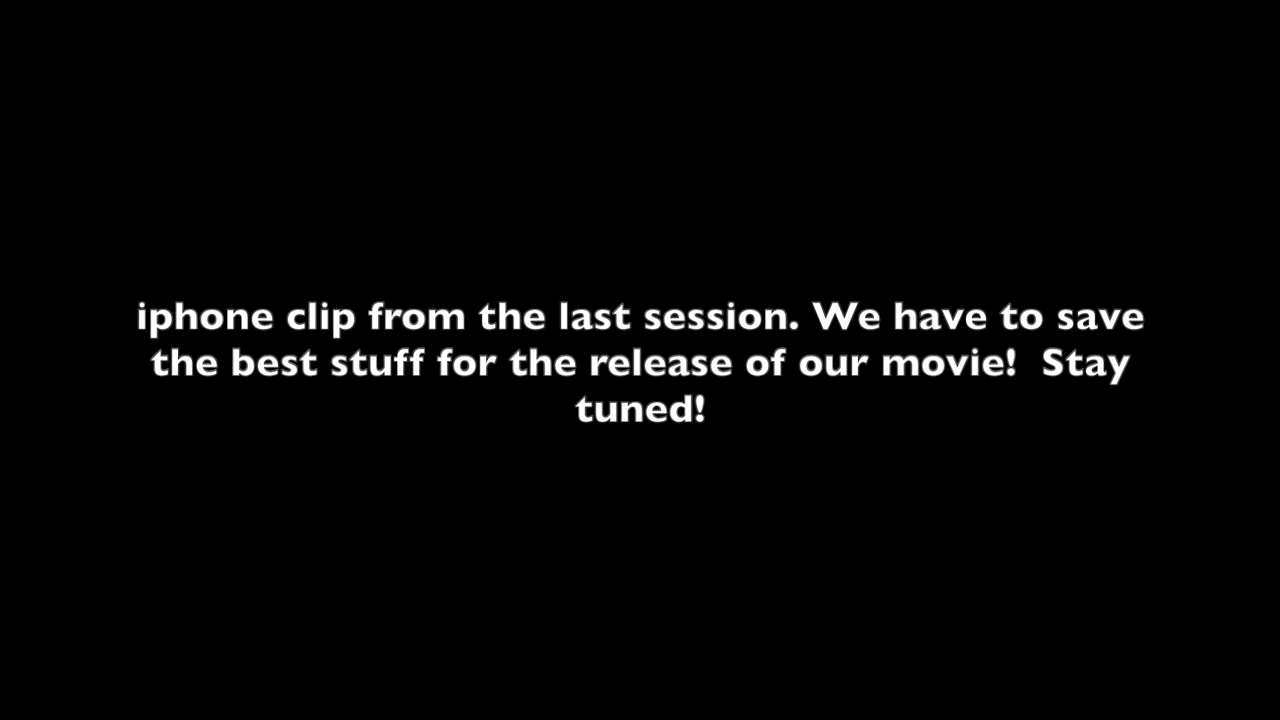 iphone clip from the last session. We have to save
the best stuff for the release of our movie!  Stay
tuned!